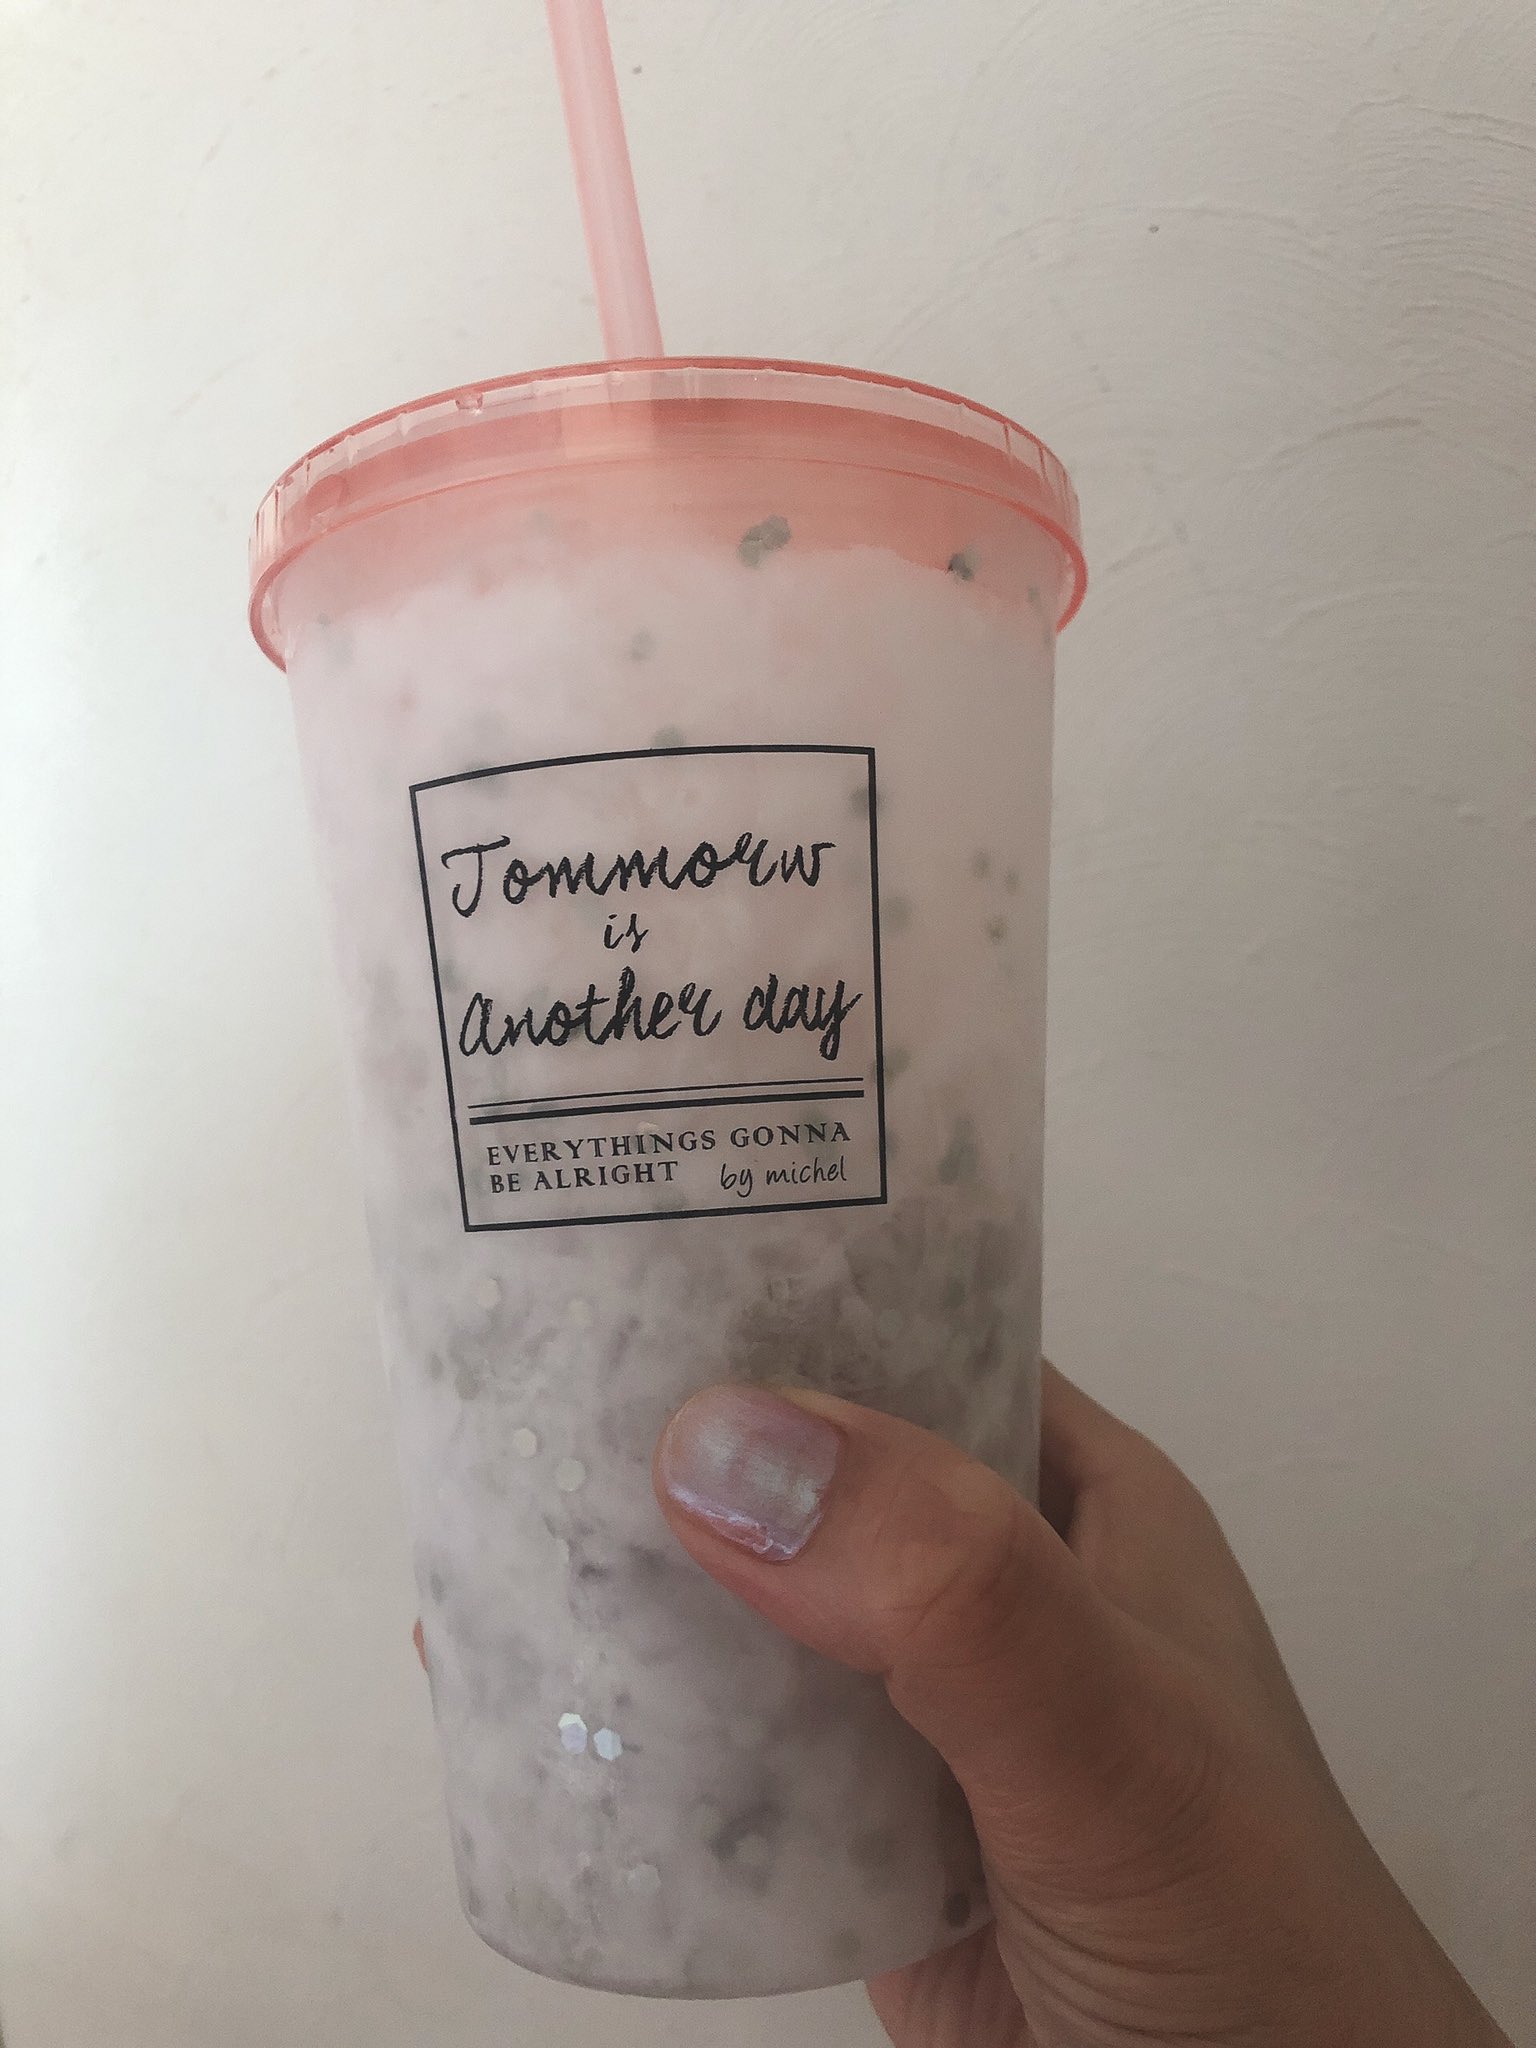 Tommorw
is
Another day
EVERYTHINGS GONNA
BE ALRIGHT by michel